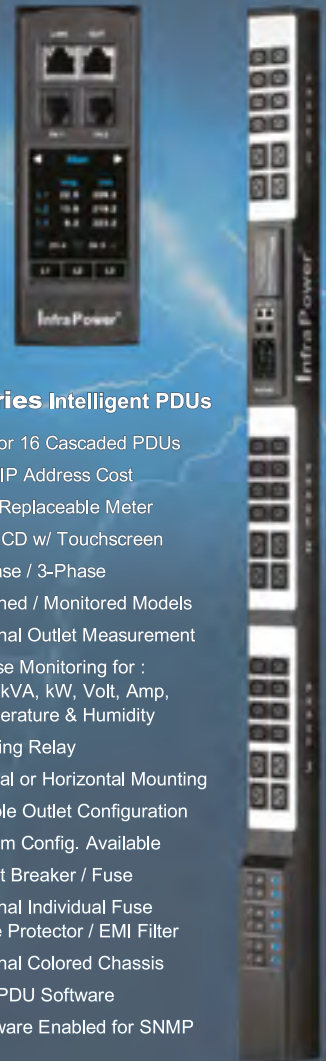 LINK OUT
InfraPower
InfraPower
ries Intelligent PDUs
or 16 Cascaded PDUs
IP Address Cost
Replaceable Meter
CD w/ Touchscreen
ase / 3-Phase
hed / Monitored Models
nal Outlet Measurement
se Monitoring for :
kVA, kW, Volt, Amp,
erature & Humidity
ing Relay
al or Horizontal Mounting
ble Outlet Configuration
m Config. Available
t Breaker / Fuse
nal Individual Fuse
e Protector / EMI Filter
nal Colored Chassis
PDU Software
ware Enabled for SNMP